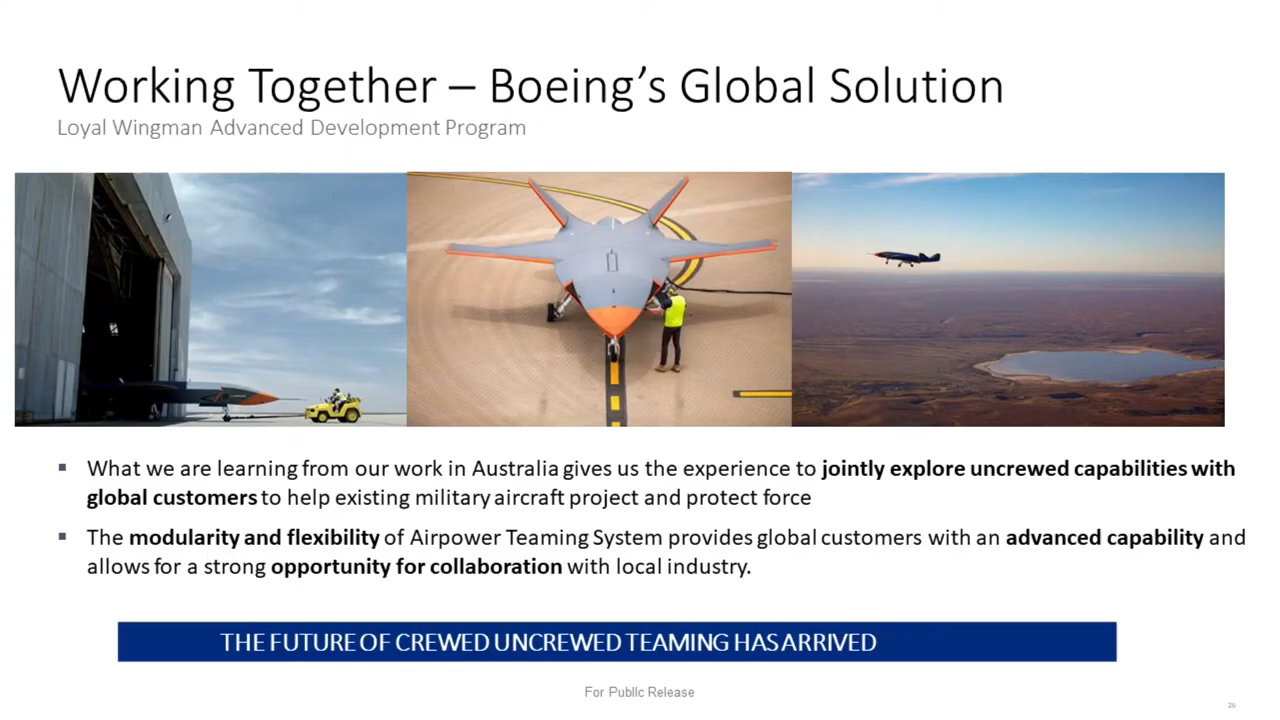 Working Together – Boeing’s Global Solution
Loyal Wingman Advanced Development Program
▪ What we are learning from our work in Australia gives us the experience to jointly explore uncrewed capabilities with
global customers to help existing military aircraft project and protect force
▪ The modularity and flexibility of Airpower Teaming System provides global customers with an advanced capability and
allows for a strong opportunity for collaboration with local industry.
THE FUTURE OF CREWED UNCREWED TEAMING HAS ARRIVED
For Public Release
26